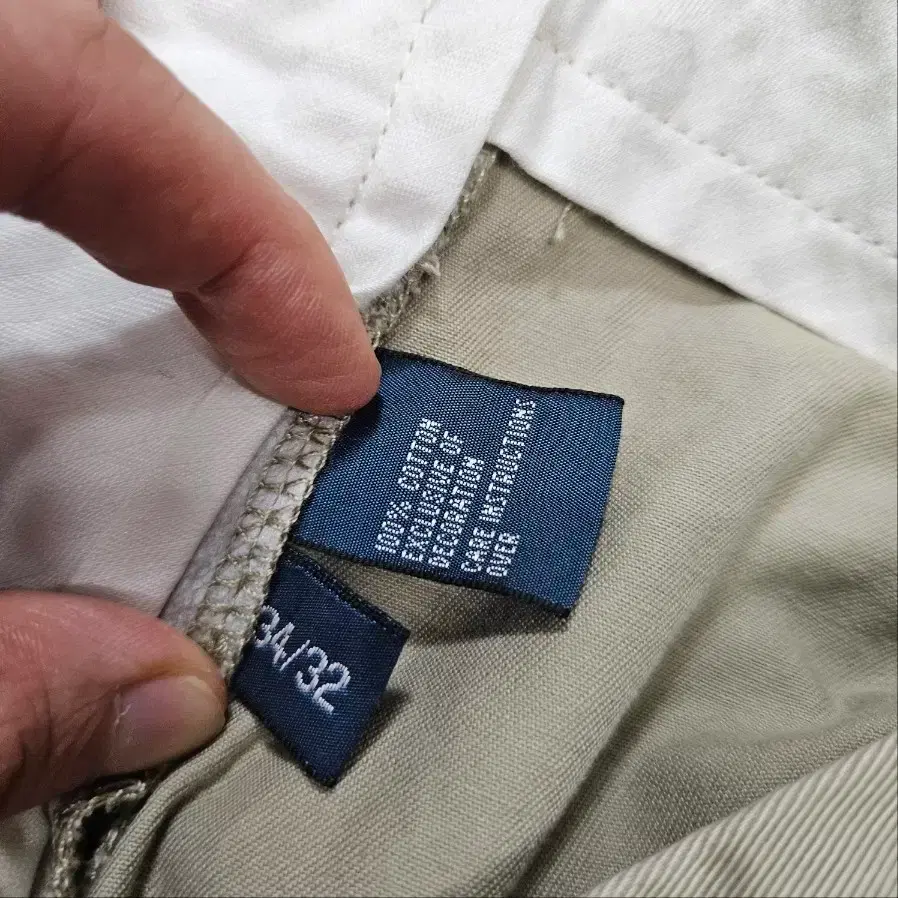 100% COTTON
EXCLUSIVE OF
DECORATION
CARE INSTRUCTIONS
OVER
34/32